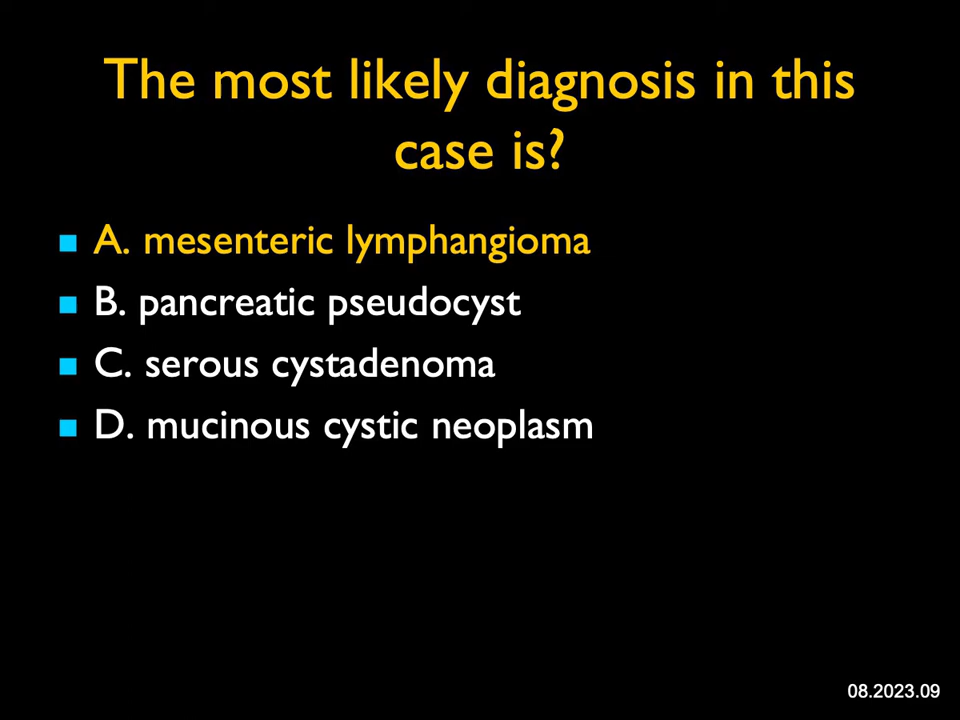 The most likely diagnosis in this
case is?
A. mesenteric lymphangioma
B. pancreatic pseudocyst
C. serous cystadenoma
D. mucinous cystic neoplasm
08.2023.09